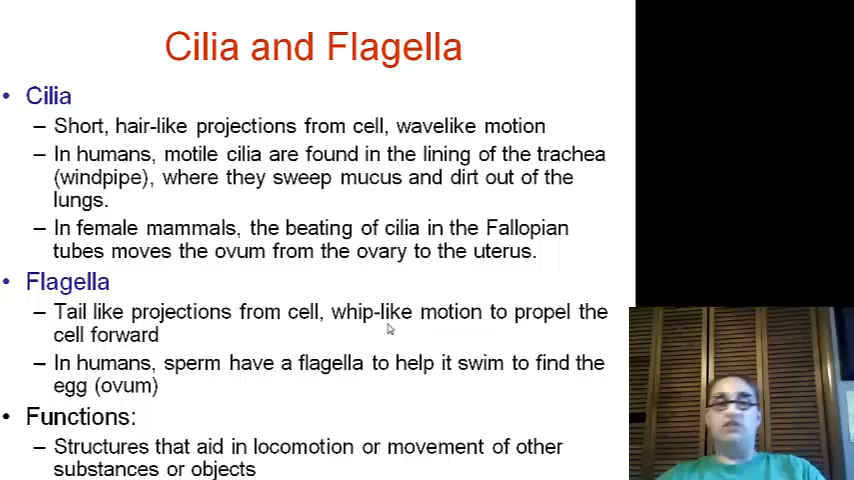 Cilia and Flagella
• Cilia
– Short, hair-like projections from cell, wavelike motion
– In humans, motile cilia are found in the lining of the trachea
(windpipe), where they sweep mucus and dirt out of the
lungs.
– In female mammals, the beating of cilia in the Fallopian
tubes moves the ovum from the ovary to the uterus.
• Flagella
– Tail like projections from cell, whip-like motion to propel the
cell forward
– In humans, sperm have a flagella to help it swim to find the
egg (ovum)
• Functions:
– Structures that aid in locomotion or movement of other
substances or objects